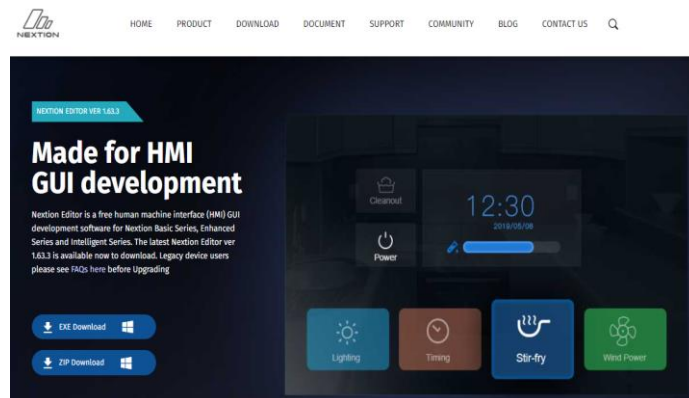 NEXTION
HOME PRODUCT DOWNLOAD DOCUMENT SUPPORT COMMUNITY BLOG CONTACT US
NEXTION EDITOR VER 1.63.3
Made for HMI
GUI development
Nextion Editor is a free human machine interface (HMI) GUI
development software for Nextion Basic Series, Enhanced
Series and Intelligent Series. The latest Nextion Editor ver
1.63.3 is available now to download. Legacy device users
please see FAQs here before Upgrading
EXE Download
ZIP Download
Cleanout
12:30
2019/05/08
Power
Lighting
Timing
Stir-fry
Wind Power